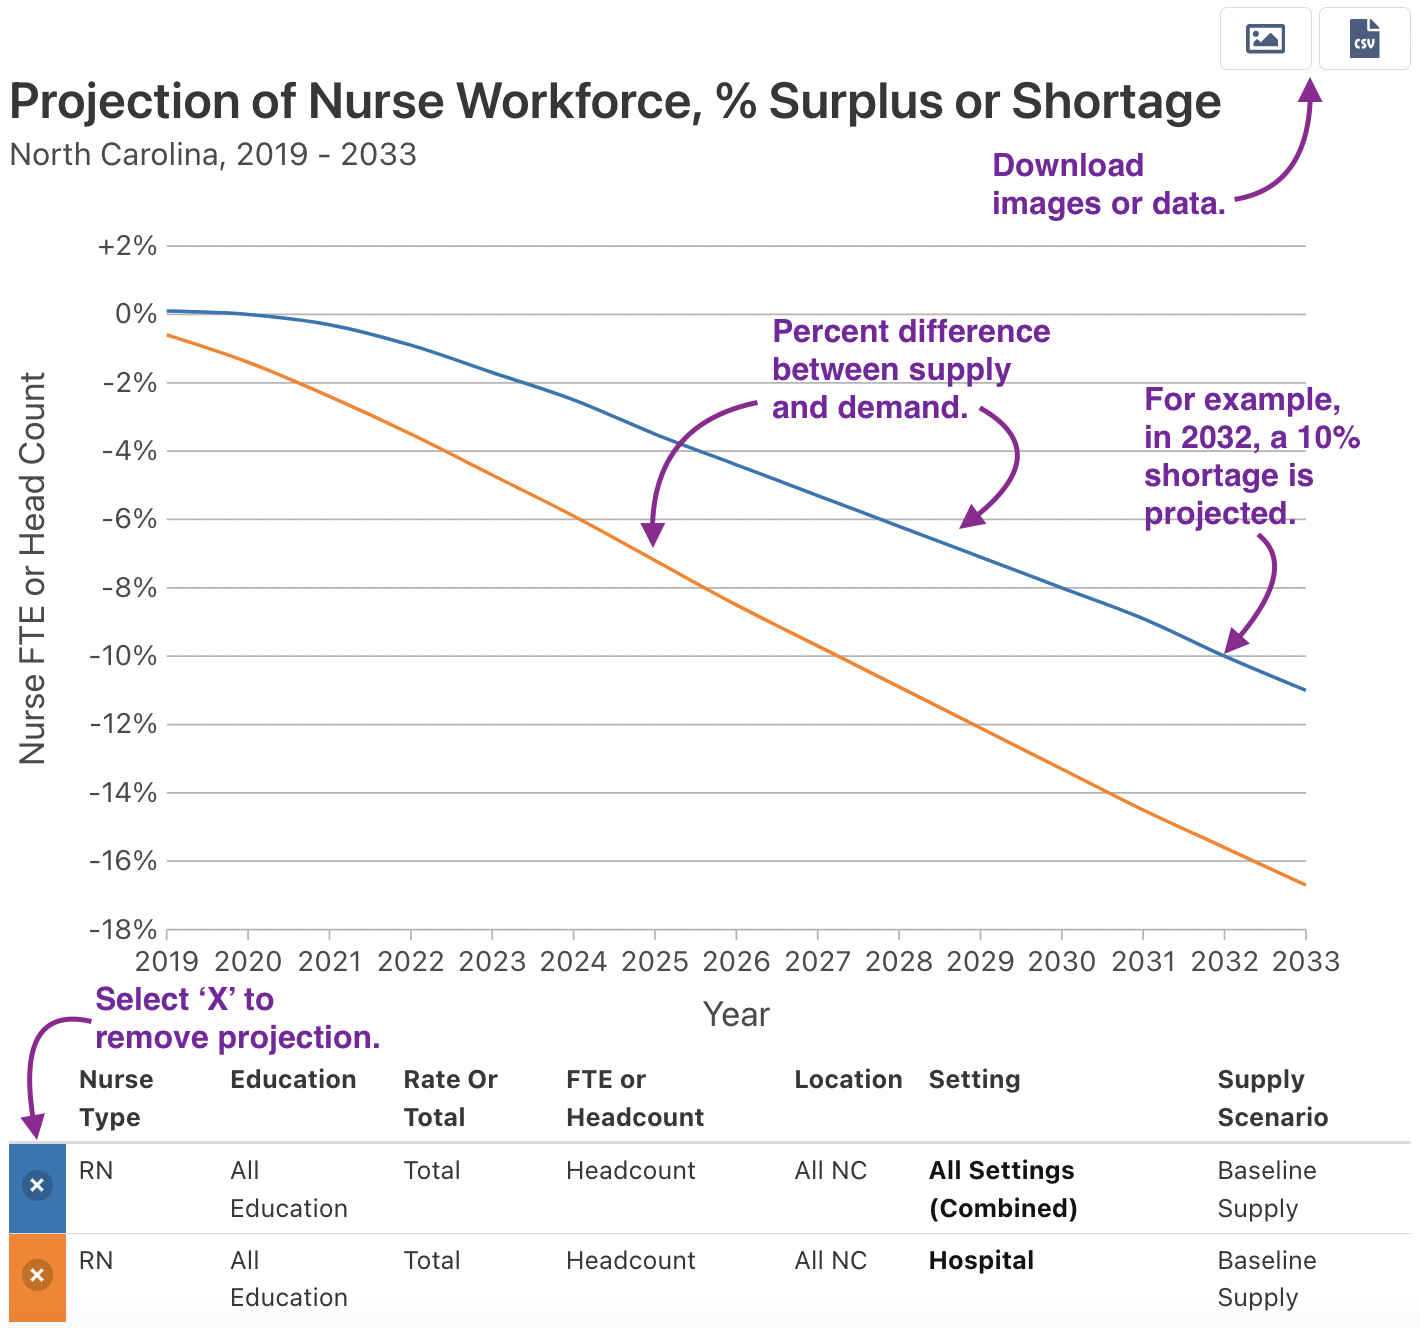 CSV
Projection of Nurse Workforce, % Surplus or Shortage
North Carolina, 2019 - 2033
Download
images or data.
+2%
0%
-2%
-4%
-6%
-8%
-10%
-12%
-14%
-16%
-18%
Nurse FTE or Head Count
Percent difference
between supply
and demand.
For example,
in 2032, a 10%
shortage is
projected.
2019 2020 2021 2022 2023 2024 2025 2026 2027 2028 2029 2030 2031 2032 2033
Year
Select ‘X’ to
remove projection.
Nurse Type Education Rate Or Total FTE or Headcount Location Setting Supply Scenario
RN All Education Total Headcount All NC All Settings (Combined) Baseline Supply
RN All Education Total Headcount All NC Hospital Baseline Supply